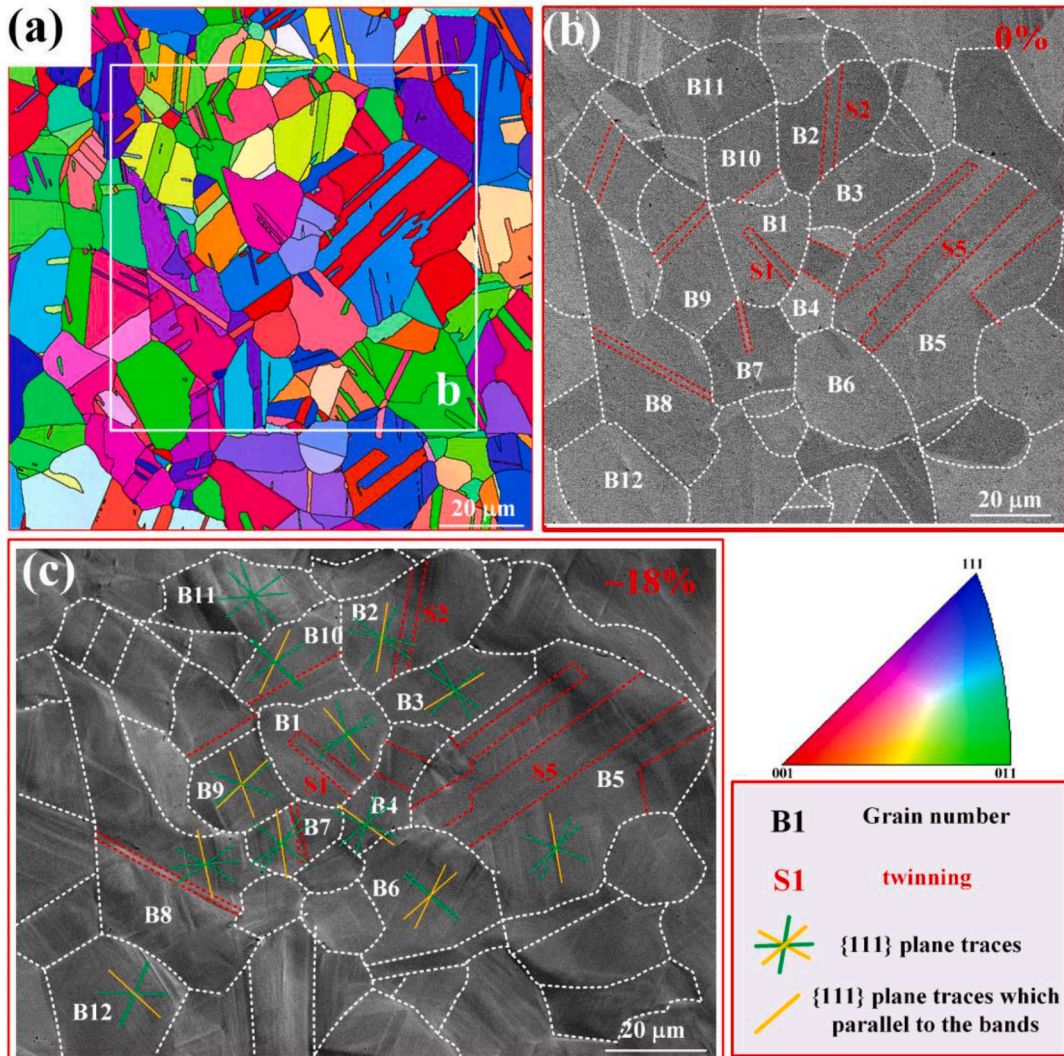 (a)
b
20 μm
(b)
0%
B11
S2
B2
B10
B3
B1
S1
S5
B4
B9
B5
B7
B6
B8
B12
20 μm
(c)
~18%
B11
B2
S2
B10
B3
B1
S5
B5
S1
B9
B4
B7
B6
B8
B12
20 μm
111
001
011
B1 Grain number
S1 twinning
{111} plane traces
{111} plane traces which
parallel to the bands